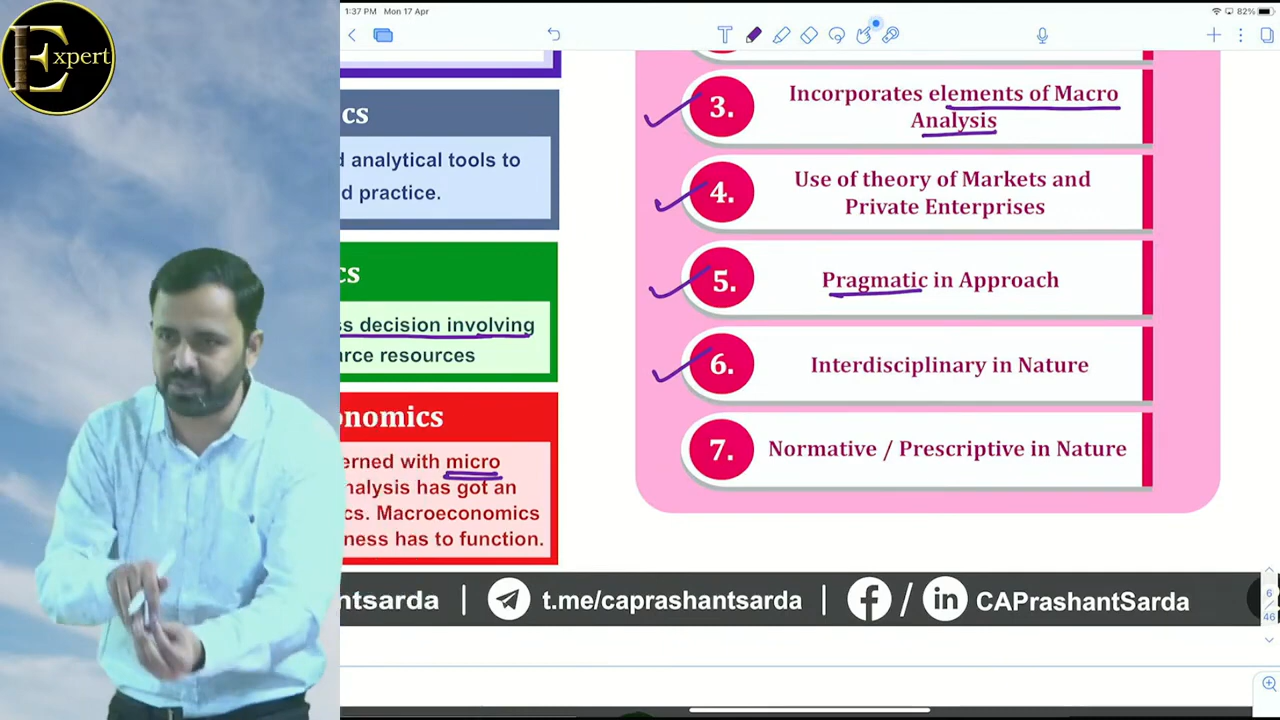 Expert
1:37 PM Mon 17 Apr
82%
cs
d analytical tools to
d practice.
cs
ss decision involving
arce resources
onomics
erned with micro
nalysis has got an
cs. Macroeconomics
ness has to function.
3.
Incorporates elements of Macro
Analysis
4.
Use of theory of Markets and
Private Enterprises
5.
Pragmatic in Approach
6.
Interdisciplinary in Nature
7.
Normative / Prescriptive in Nature
ntsarda | t.me/caprashantsarda | f / in CAPrashantSarda
6
46